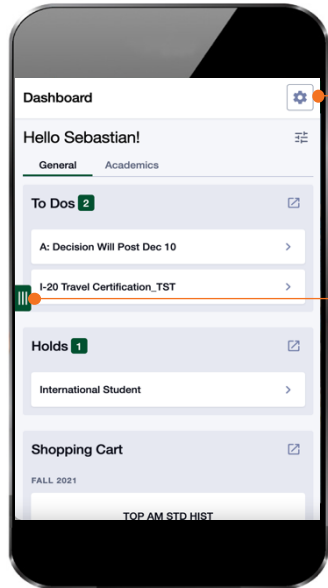 Dashboard
Hello Sebastian!
General Academics
To Dos 2
A: Decision Will Post Dec 10
I-20 Travel Certification_TST
Holds 1
International Student
Shopping Cart
FALL 2021
TOP AM STD HIST